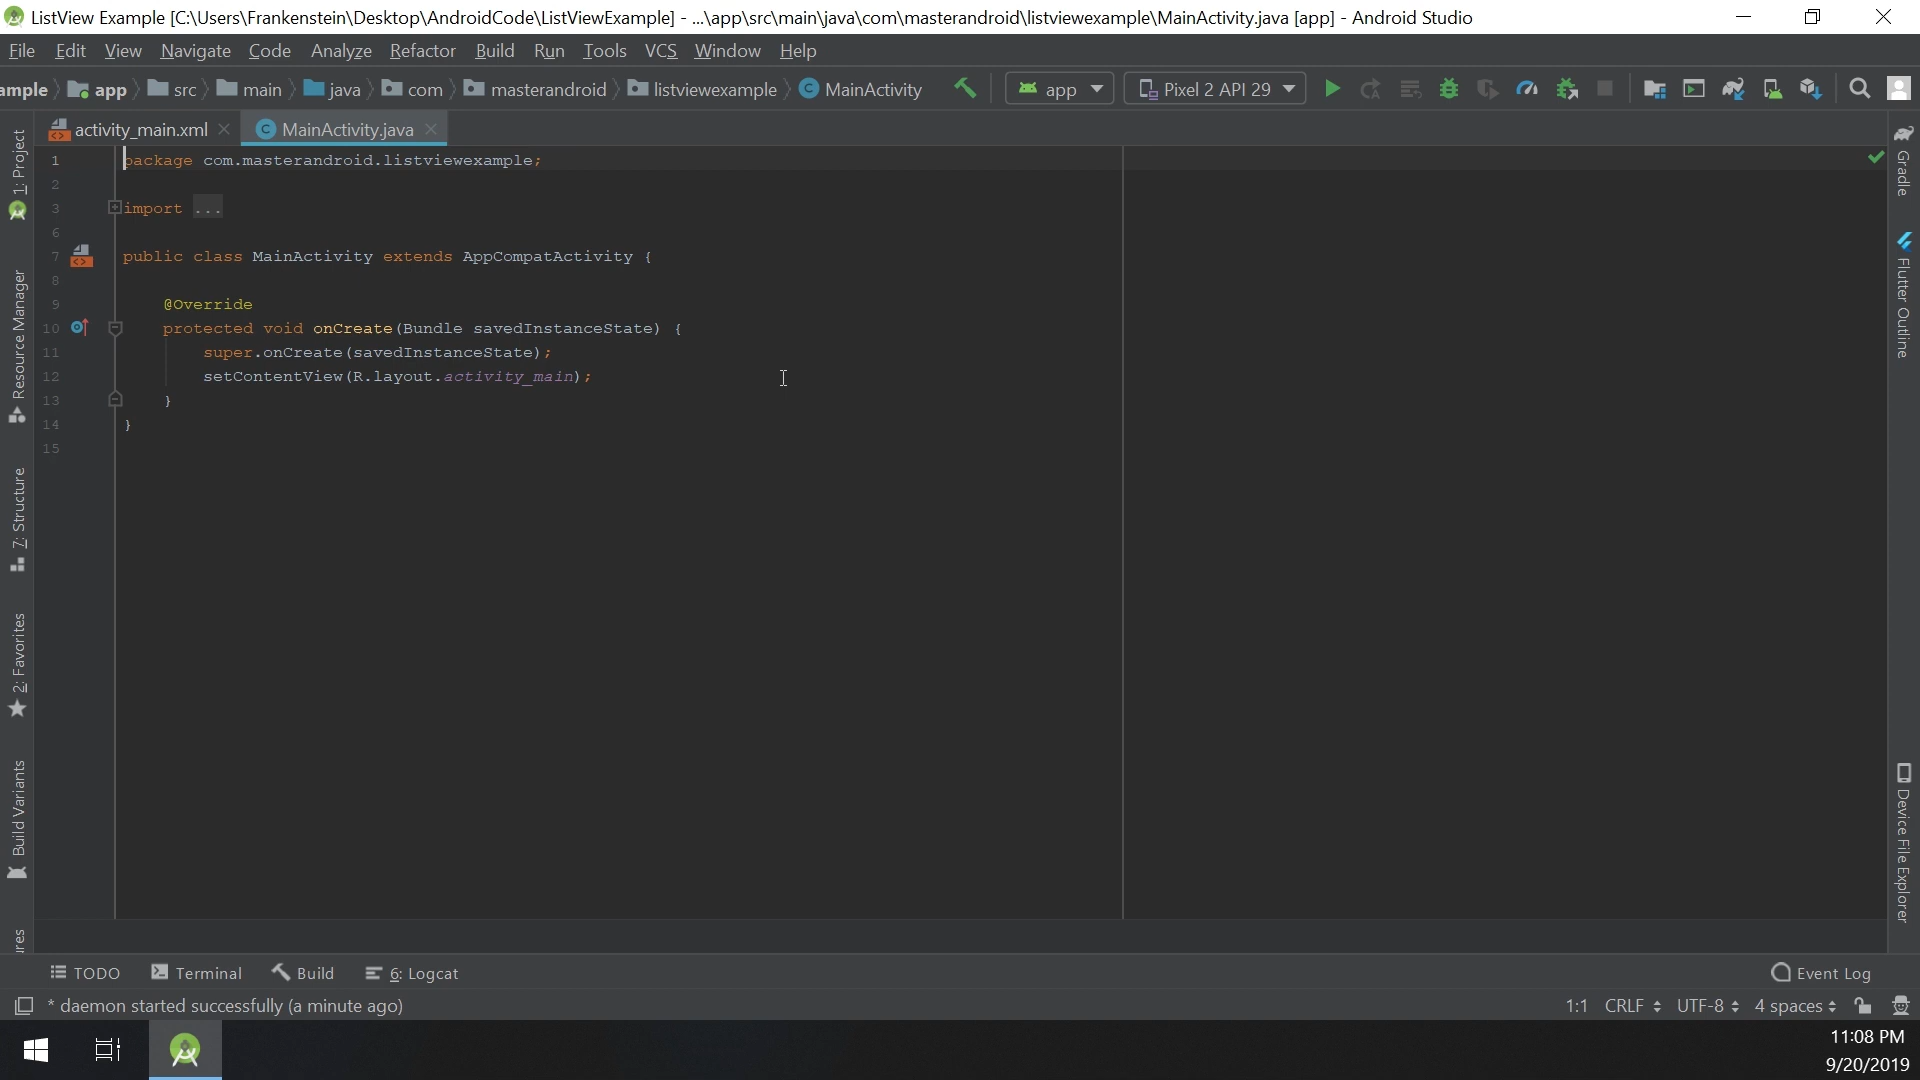 ListView Example [C:\Users\Frankenstein\Desktop\AndroidCode\ListViewExample] - ...\app\src\main\java\com\masterandroid\listviewexample\MainActivity.java [app] - Android Studio
File Edit View Navigate Code Analyze Refactor Build Run Tools VCS Window Help
ample app src main java com masterandroid listviewexample MainActivity app Pixel 2 API 29
activity_main.xml MainActivity.java
1 package com.masterandroid.listviewexample;
2
3 import ...
6
7 public class MainActivity extends AppCompatActivity {
8
9 @Override
10 protected void onCreate(Bundle savedInstanceState) {
11 super.onCreate(savedInstanceState);
12 setContentView(R.layout.activity_main);
13 }
14 }
15
1: Project
Resource Manager
7: Structure
2: Favorites
Build Variants
res
Gradle
Flutter Outline
Device File Explorer
TODO Terminal Build 6: Logcat Event Log
* daemon started successfully (a minute ago) 1:1 CRLF UTF-8 4 spaces
11:08 PM
9/20/2019